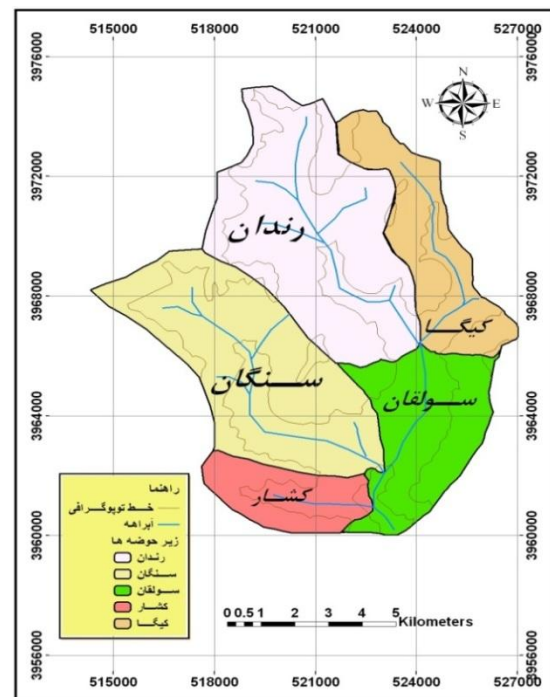 515000 518000 521000 524000 527000
3976000
3972000
3968000
3964000
3960000
3956000
N
W E
S
رندان
کیگا
سنگان
سولقان
کشار
راهنما
خط توپوگرافی
آبراهه
زیر حوضه ها
رندان
سنگان
سولقان
کشار
کیگا
0 0.5 1 2 3 4 5 Kilometers
3976000
3972000
3968000
3964000
3960000
3956000
515000 518000 521000 524000 527000